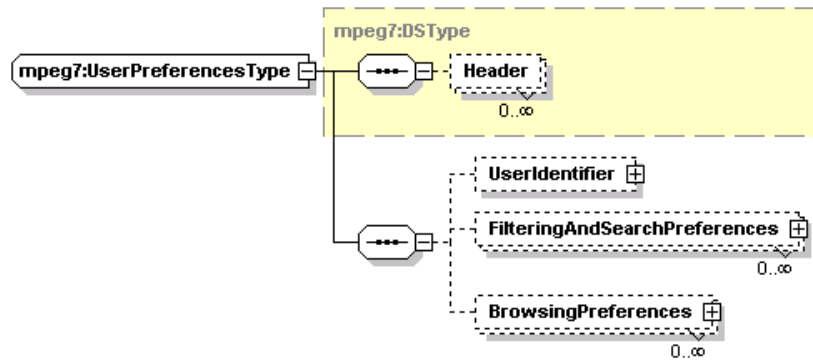 mpeg7:DSType
mpeg7:UserPreferencesType
Header
0..∞
UserIdentifier
FilteringAndSearchPreferences
0..∞
BrowsingPreferences
0..∞